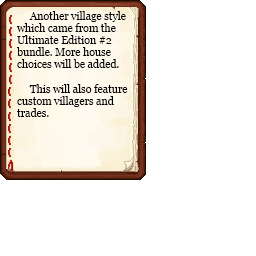 Another village style
which came from the
Ultimate Edition #2
bundle. More house
choices will be added.
This will also feature
custom villagers and
trades.